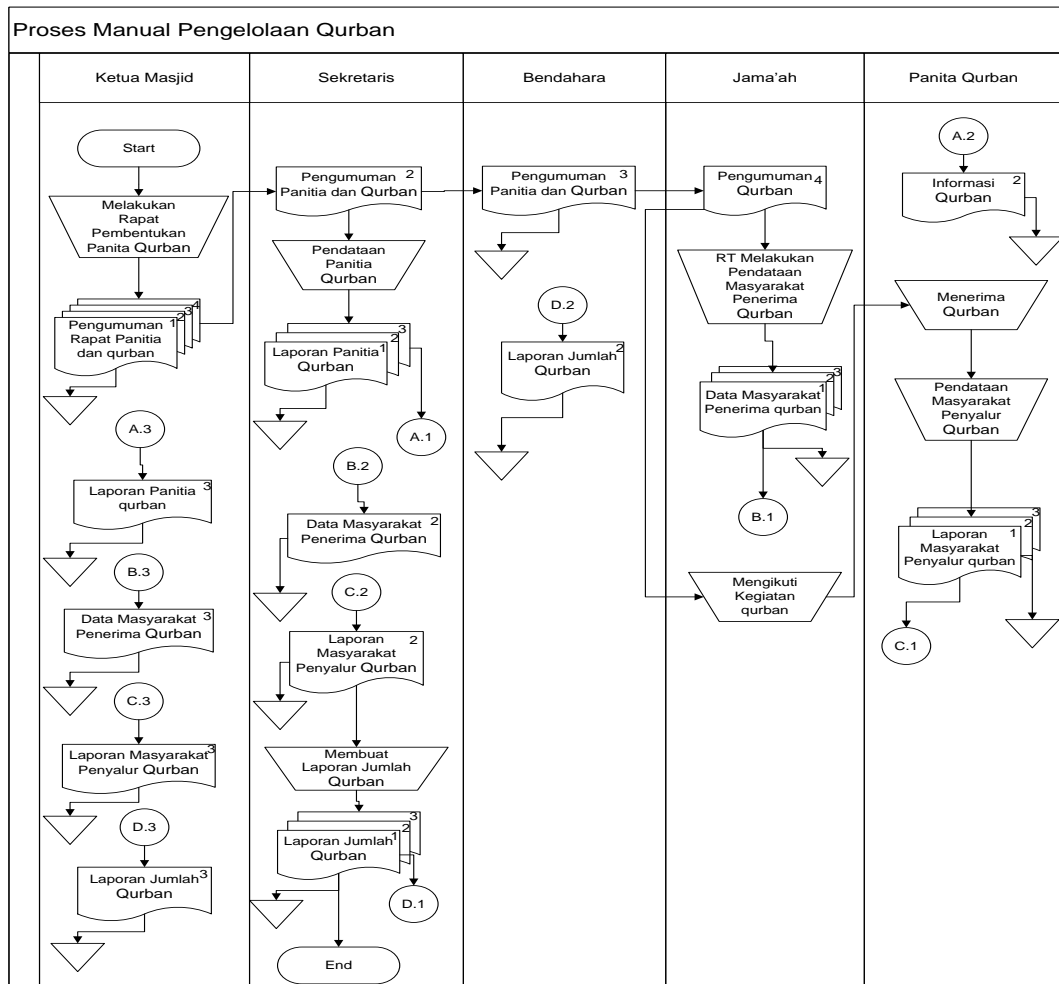 Proses Manual Pengelolaan Qurban
Ketua Masjid
Sekretaris
Bendahara
Jama'ah
Panita Qurban
Start
Melakukan
Rapat
Pembentukan
Panita Qurban
1
2
3
4
Pengumuman
Rapat Panitia
dan qurban
A.3
3
Laporan Panitia
qurban
B.3
3
Data Masyarakat
Penerima Qurban
C.3
3
Laporan Masyarakat
Penyalur Qurban
D.3
3
Laporan Jumlah
Qurban
2
Pengumuman
Panitia dan Qurban
Pendataan
Panitia
Qurban
1
2
3
Laporan Panitia
Qurban
A.1
B.2
2
Data Masyarakat
Penerima Qurban
C.2
2
Laporan
Masyarakat
Penyalur Qurban
Membuat
Laporan Jumlah
Qurban
1
2
3
Laporan Jumlah
Qurban
D.1
End
3
Pengumuman
Panitia dan Qurban
D.2
2
Laporan Jumlah
Qurban
4
Pengumuman
Qurban
RT Melakukan
Pendataan
Masyarakat
Penerima
Qurban
1
2
3
Data Masyarakat
Penerima qurban
B.1
Mengikuti
Kegiatan
qurban
A.2
2
Informasi
Qurban
Menerima
Qurban
Pendataan
Masyarakat
Penyalur
Qurban
1
2
3
Laporan
Masyarakat
Penyalur qurban
C.1